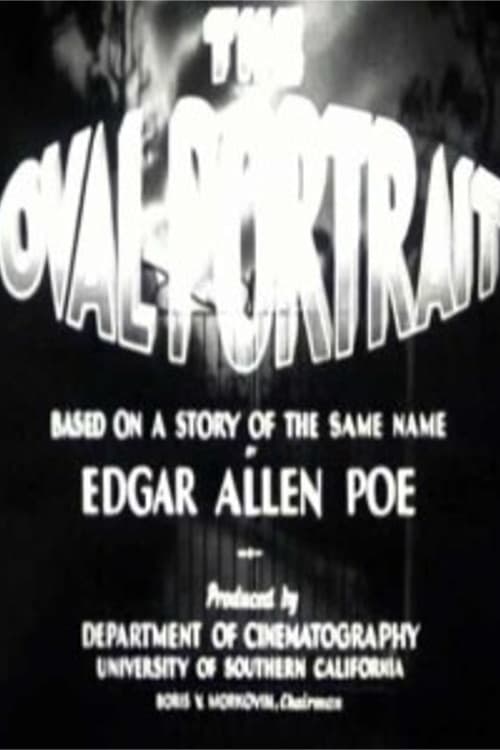 THE
OVAL PORTRAIT
BASED ON A STORY OF THE SAME NAME
BY
EDGAR ALLEN POE
Produced by
DEPARTMENT OF CINEMATOGRAPHY
UNIVERSITY OF SOUTHERN CALIFORNIA
BORIS V. MORKOVIN, Chairman